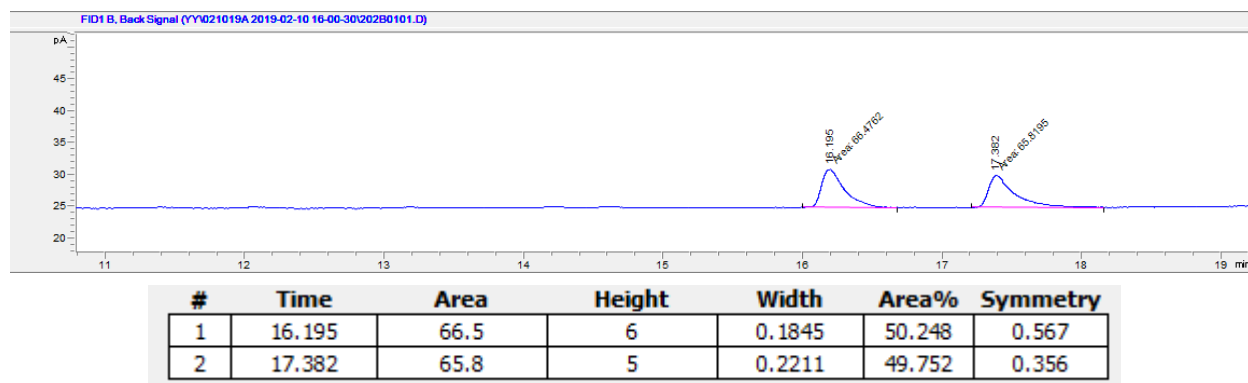 FID1 B, Back Signal (YY\021019A 2019-02-10 16-00-30\202B0101.D)
pA
45
40
35
30
25
20
16.195
Area: 66.4762
17.382
Area: 65.8195
11 12 13 14 15 16 17 18 19 min
# Time Area Height Width Area% Symmetry
1 16.195 66.5 6 0.1845 50.248 0.567
2 17.382 65.8 5 0.2211 49.752 0.356